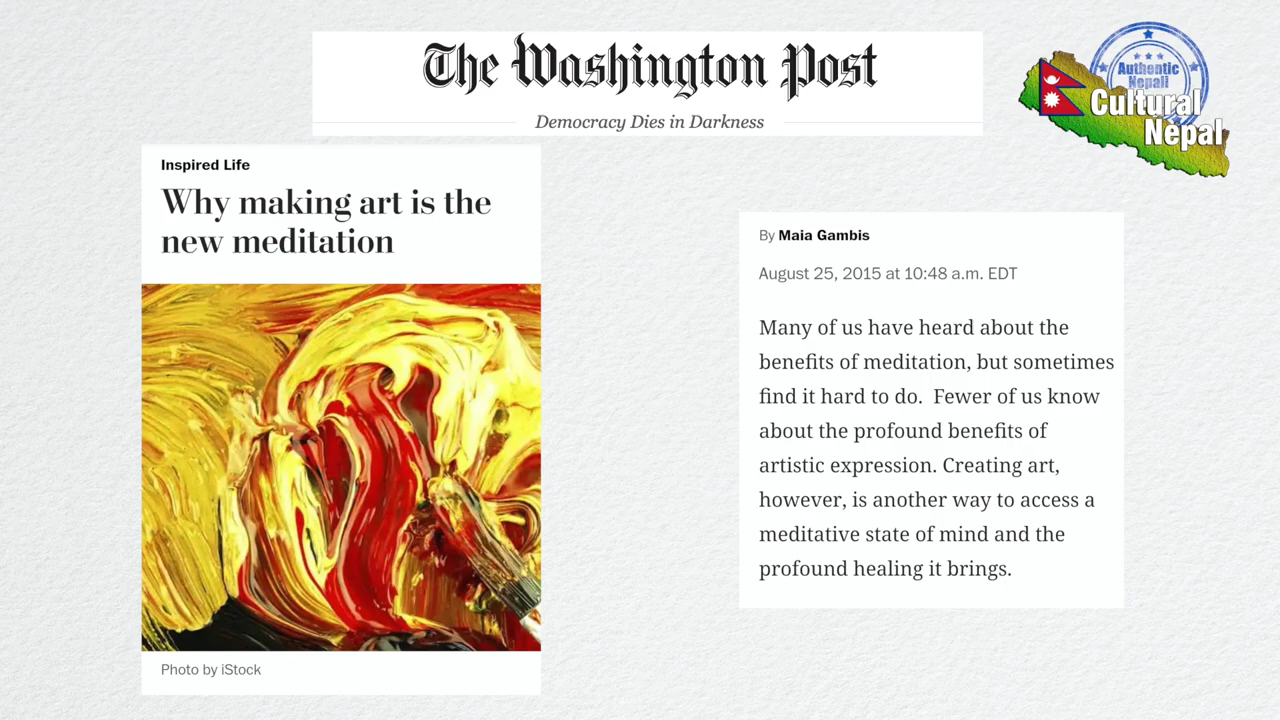 The Washington Post
Democracy Dies in Darkness
Authentic
Nepali
Cultural
Nepal
Inspired Life
Why making art is the
new meditation
Photo by iStock
By Maia Gambis
August 25, 2015 at 10:48 a.m. EDT
Many of us have heard about the
benefits of meditation, but sometimes
find it hard to do.  Fewer of us know
about the profound benefits of
artistic expression. Creating art,
however, is another way to access a
meditative state of mind and the
profound healing it brings.